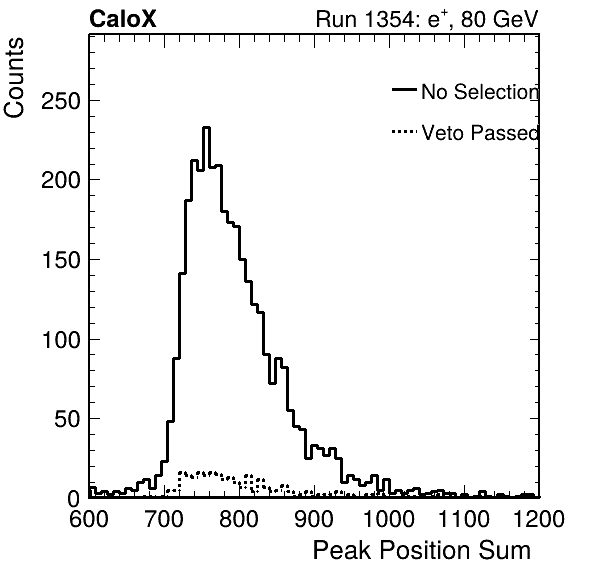 CaloX Run 1354: e⁺, 80 GeV
Counts
No Selection
Veto Passed
250
200
150
100
50
0
600 700 800 900 1000 1100 1200
Peak Position Sum